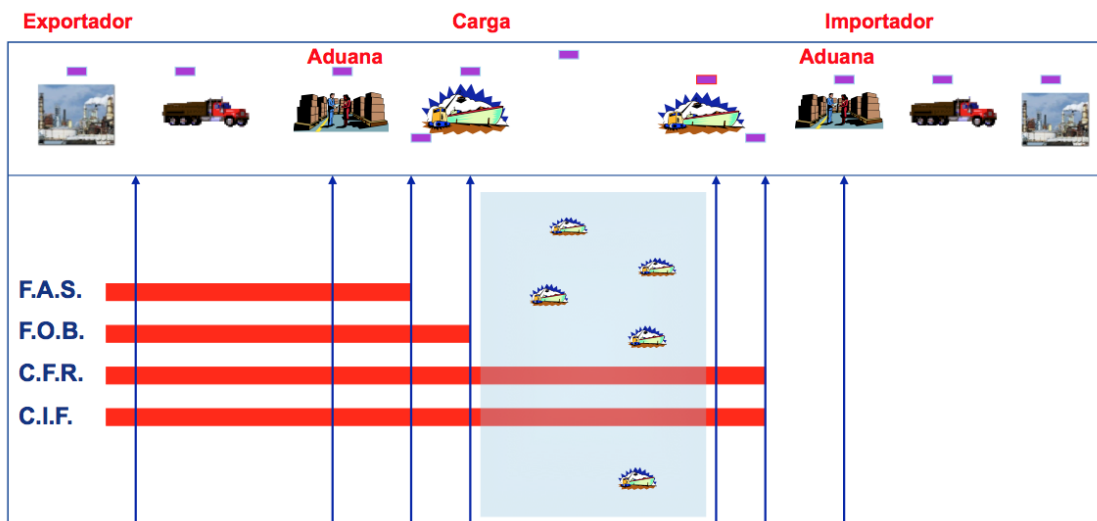 Exportador Carga Importador
Aduana Aduana
F.A.S.
F.O.B.
C.F.R.
C.I.F.